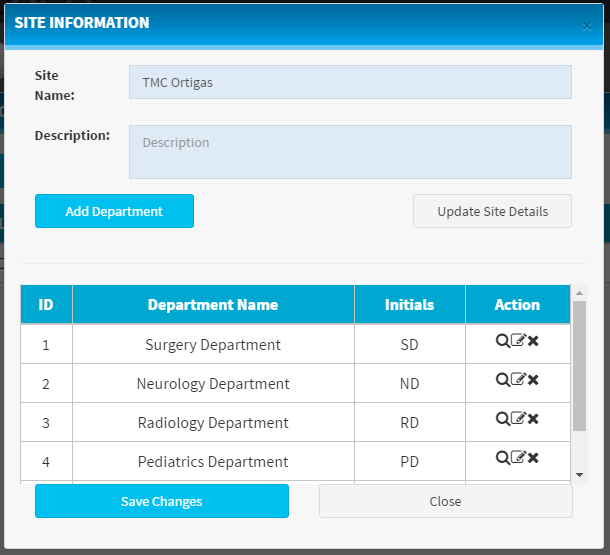 SITE INFORMATION
×
Site
Name:
TMC Ortigas
Description:
Description
Add Department
Update Site Details
ID Department Name Initials Action
1 Surgery Department SD
2 Neurology Department ND
3 Radiology Department RD
4 Pediatrics Department PD
Save Changes
Close